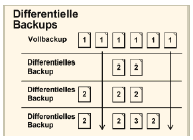 Differentielle
Backups
Vollbackup 1 1 1 1 1 1
Differentielles
Backup 2 2
Differentielles
Backup 2 2 2
Differentielles
Backup 2 2 3 2